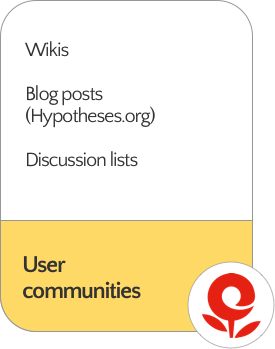 Wikis
Blog posts
(Hypotheses.org)
Discussion lists
User
communities